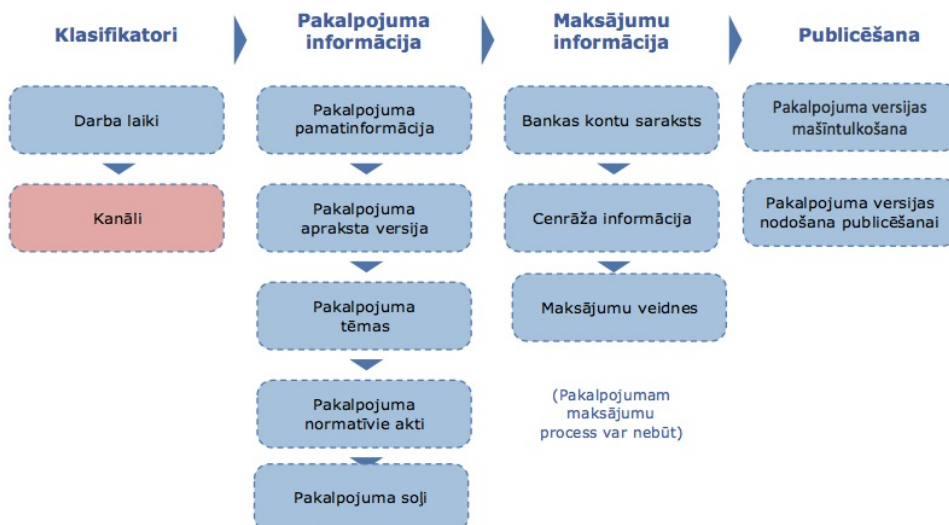 Klasifikatori
Pakalpojuma
informācija
Maksājumu
informācija
Publicēšana
Darba laiki
Kanāli
Pakalpojuma
pamatinformācija
Pakalpojuma
apraksta versija
Pakalpojuma
tēmas
Pakalpojuma
normatīvie akti
Pakalpojuma soļi
Bankas kontu saraksts
Cenrāža informācija
Maksājumu veidnes
(Pakalpojumam
maksājumu
process var nebūt)
Pakalpojuma versijas
mašīntulkošana
Pakalpojuma versijas
nodošana publicēšanai